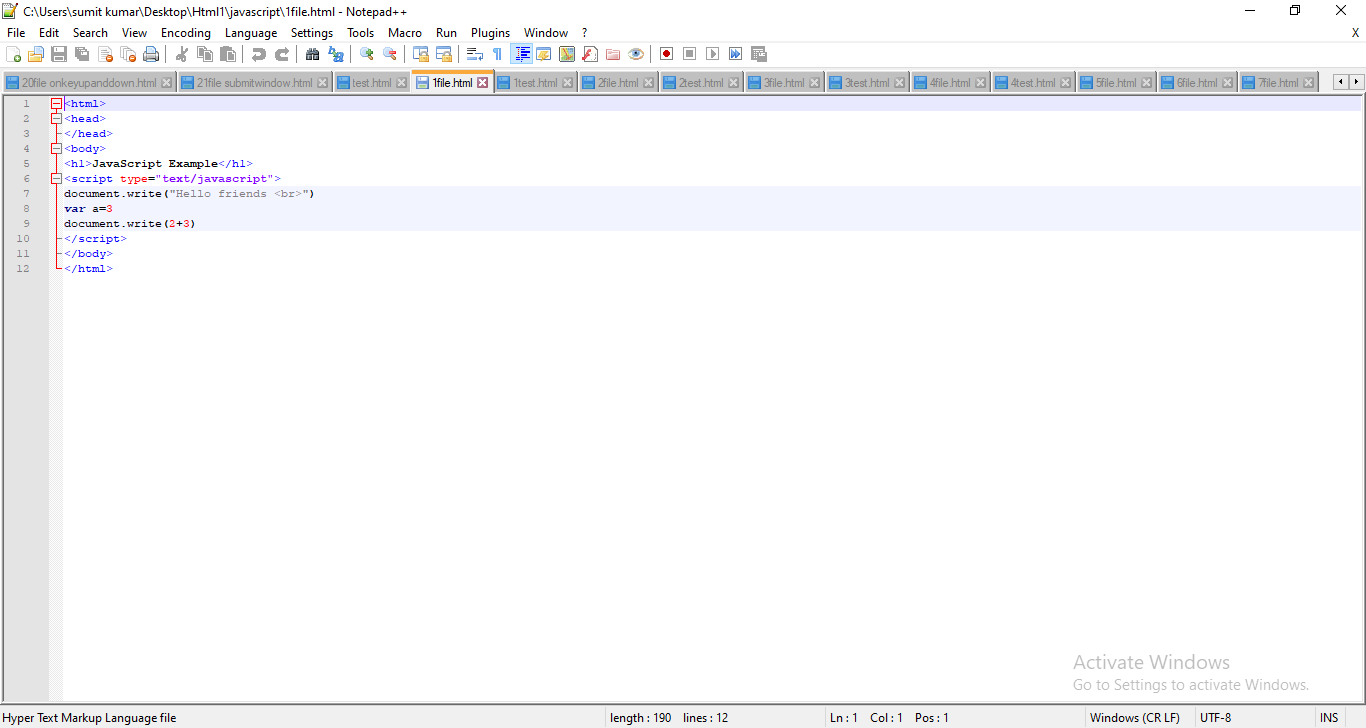 C:\Users\sumit kumar\Desktop\Html1\javascript\1file.html - Notepad++
File Edit Search View Encoding Language Settings Tools Macro Run Plugins Window ? X
20file onkeyupanddown.html 21file submitwindow.html test.html 1file.html 1test.html 2file.html 2test.html 3file.html 3test.html 4file.html 4test.html 5file.html 6file.html 7file.html
1 <html>
2 <head>
3 </head>
4 <body>
5 <h1>JavaScript Example</h1>
6 <script type="text/javascript">
7 document.write("Hello friends <br>")
8 var a=3
9 document.write(2+3)
10 </script>
11 </body>
12 </html>
Activate Windows
Go to Settings to activate Windows.
Hyper Text Markup Language file length : 190 lines : 12 Ln : 1 Col : 1 Pos : 1 Windows (CR LF) UTF-8 INS